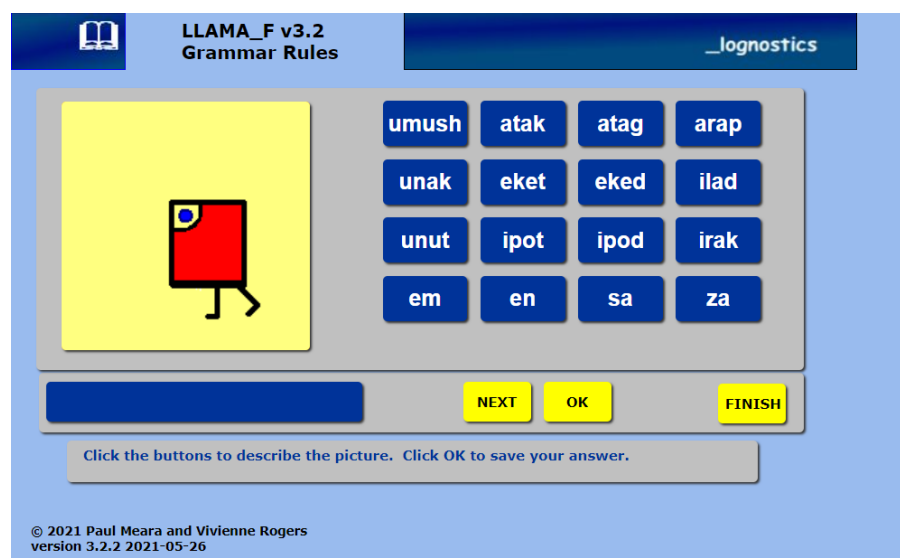 LLAMA_F v3.2
Grammar Rules
_lognostics
umush atak atag arap
unak eket eked ilad
unut ipot ipod irak
em en sa za
NEXT OK FINISH
Click the buttons to describe the picture. Click OK to save your answer.
© 2021 Paul Meara and Vivienne Rogers
version 3.2.2 2021-05-26